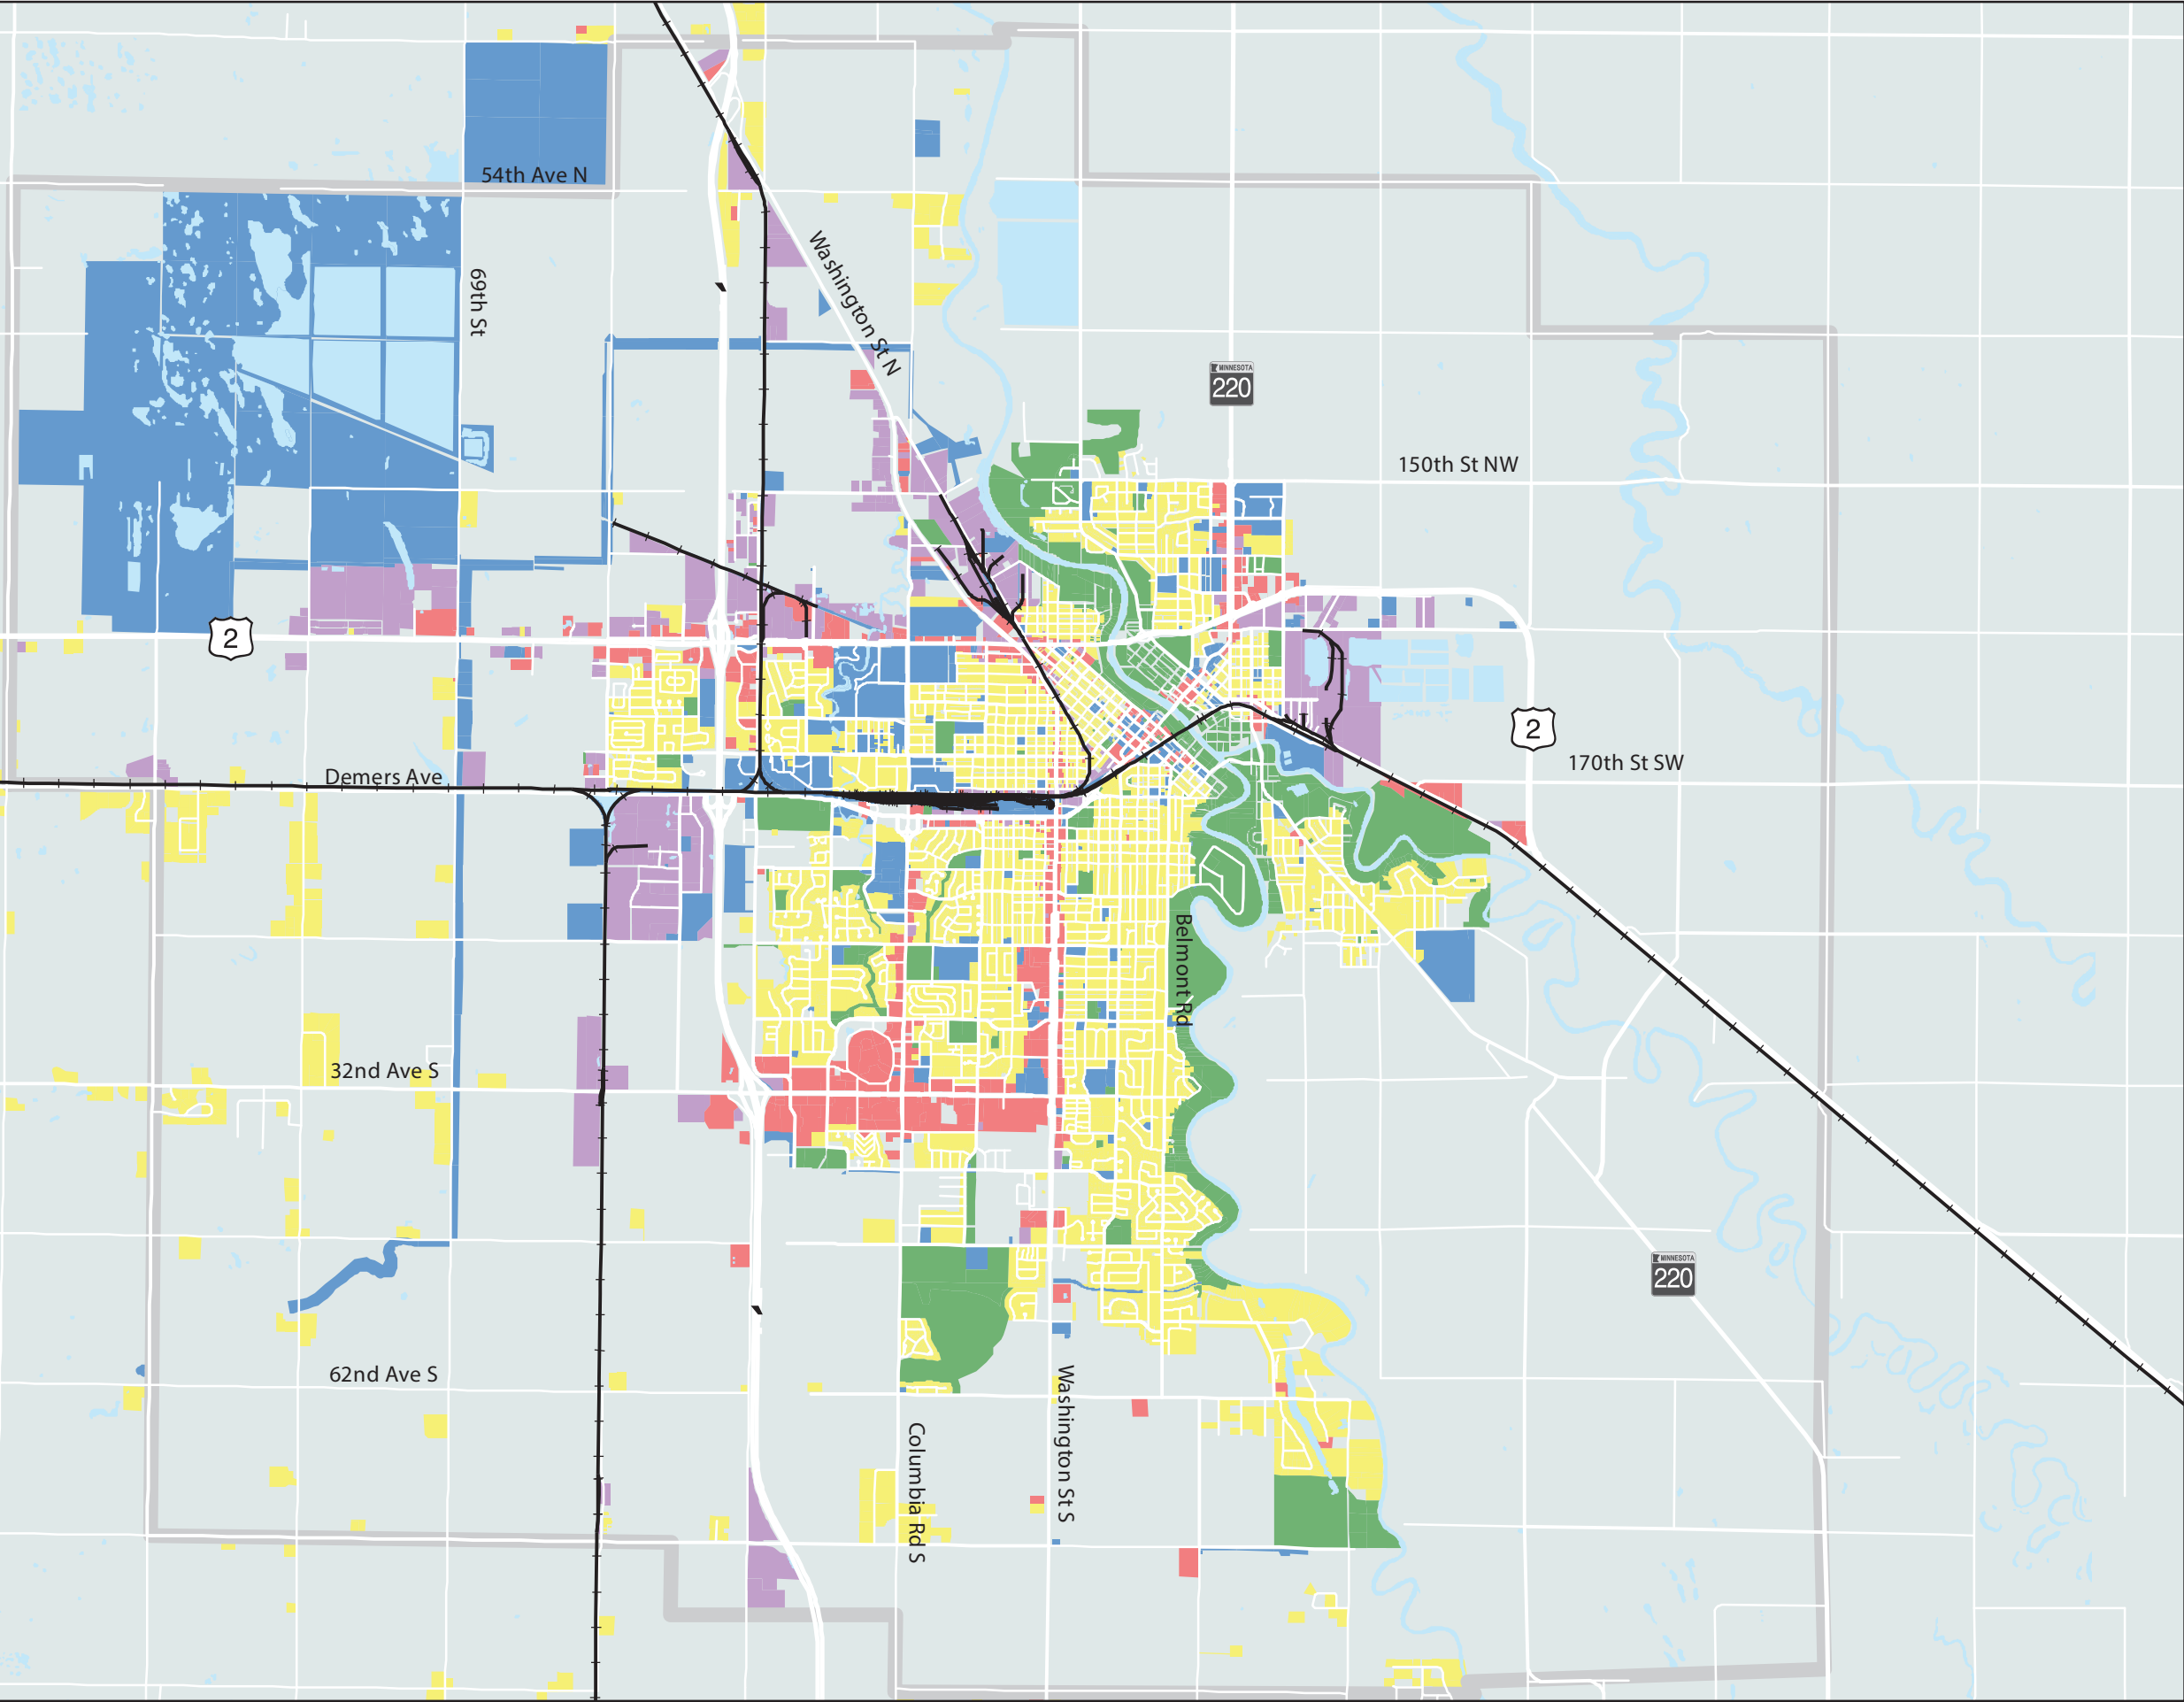 54th Ave N
69th St
Washington St N
MINNESOTA
220
150th St NW
2
2
170th St SW
Demers Ave
Belmont Rd
32nd Ave S
MINNESOTA
220
62nd Ave S
Washington St S
Columbia Rd S